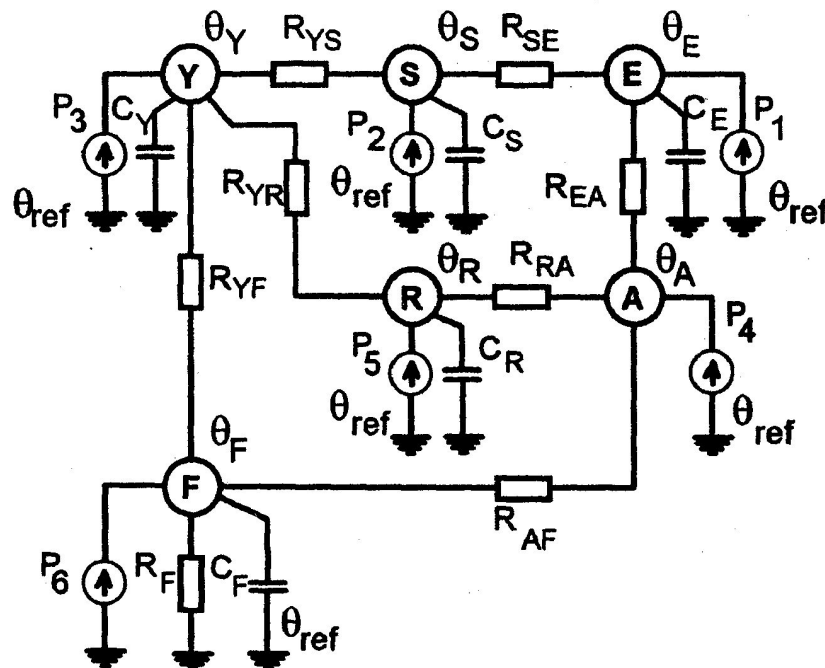 θY RYS θS RSE θE
Y S E
P3 CY P2 CS CE P1
θref RYR θref REA θref
RYF θR RRA θA
R A P4
P5 CR
θref θref
θF
F
RAF
P6 RF CF
θref